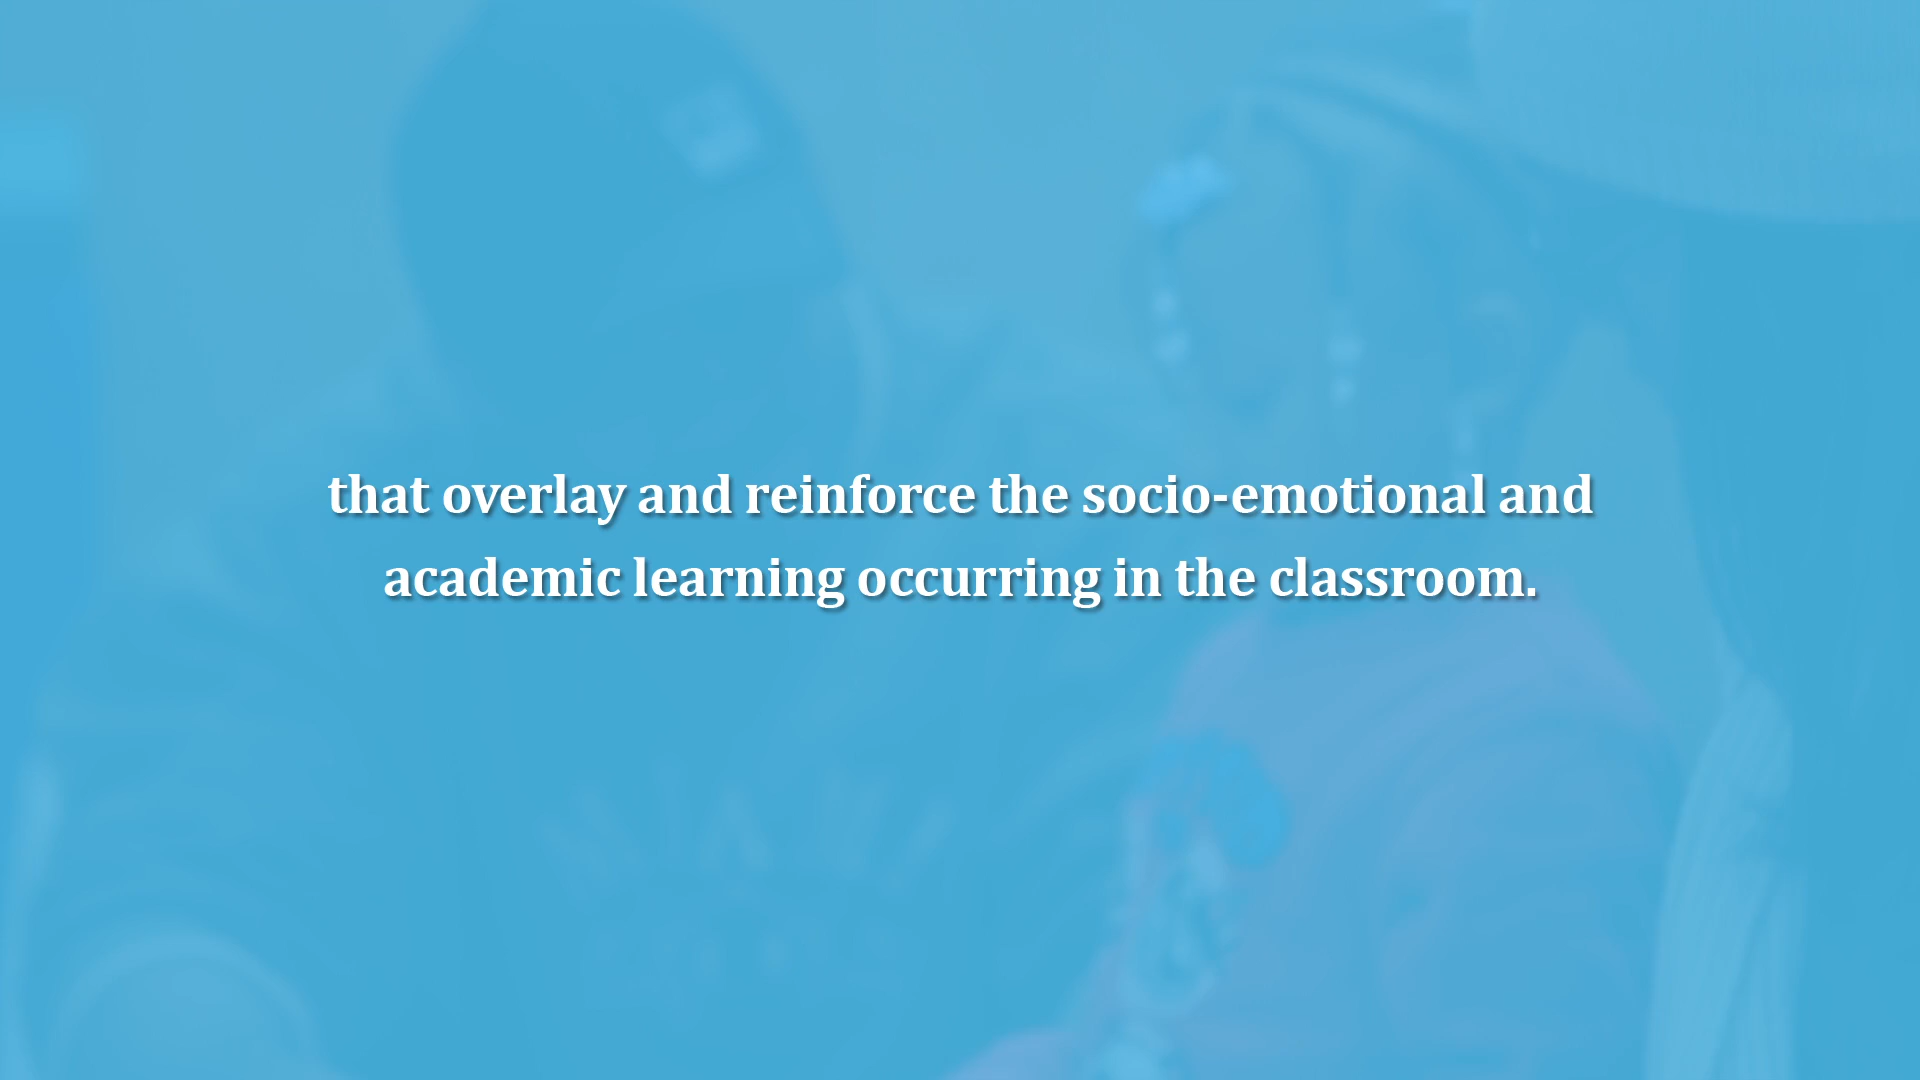 that overlay and reinforce the socio-emotional and
academic learning occurring in the classroom.